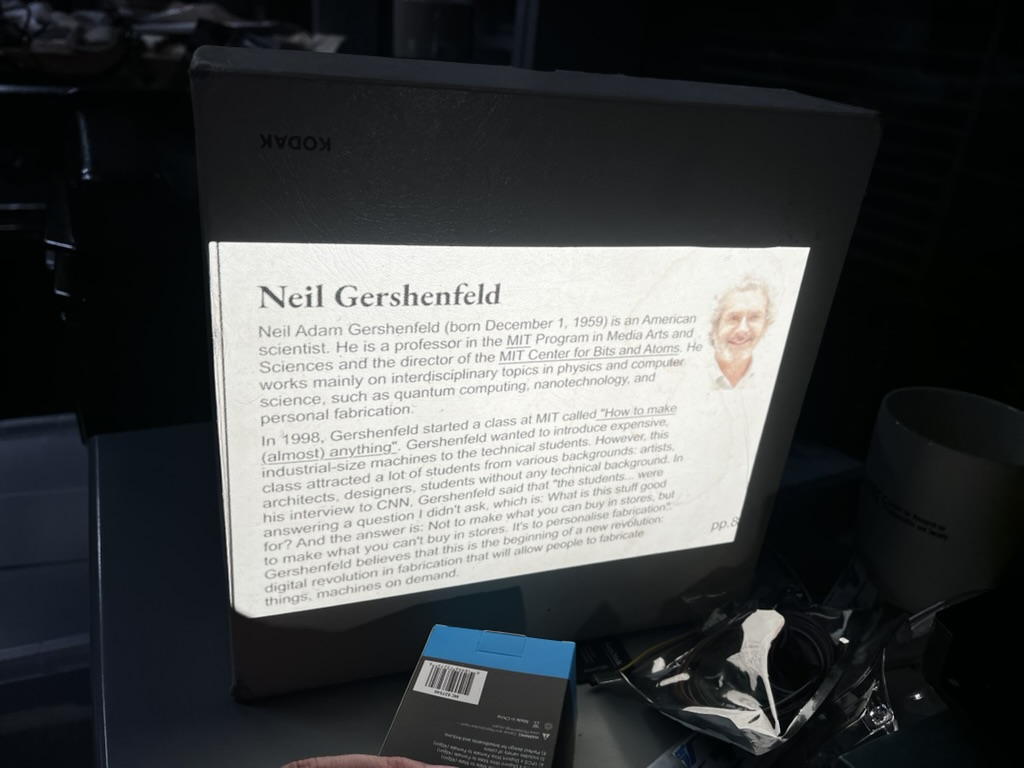 KODAK
Neil Gershenfeld
Neil Adam Gershenfeld (born December 1, 1959) is an American
scientist. He is a professor in the MIT Program in Media Arts and
Sciences and the director of the MIT Center for Bits and Atoms. He
works mainly on interdisciplinary topics in physics and computer
science, such as quantum computing, nanotechnology, and
personal fabrication.
In 1998, Gershenfeld started a class at MIT called "How to make
(almost) anything". Gershenfeld wanted to introduce expensive,
industrial-size machines to the technical students. However, this
class attracted a lot of students from various backgrounds: artists,
architects, designers, students without any technical background. In
his interview to CNN, Gershenfeld said that "the students... were
answering a question I didn't ask, which is: What is this stuff good
for? And the answer is: Not to make what you can buy in stores, but
to make what you can't buy in stores. It's to personalise fabrication".
Gershenfeld believes that this is the beginning of a new revolution:
digital revolution in fabrication that will allow people to fabricate
things, machines on demand.
pp.8
Made in China
WARNING